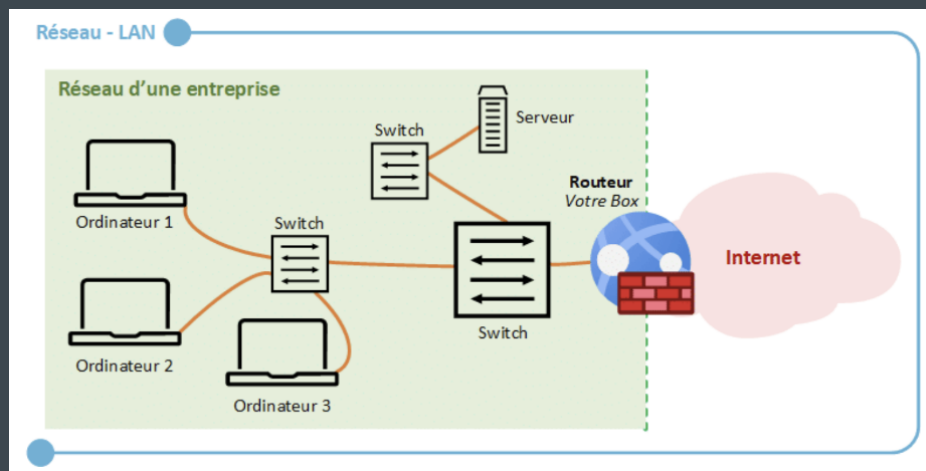 Réseau - LAN
Réseau d'une entreprise
Serveur
Switch
Routeur
Votre Box
Ordinateur 1
Switch
Internet
Switch
Ordinateur 2
Ordinateur 3